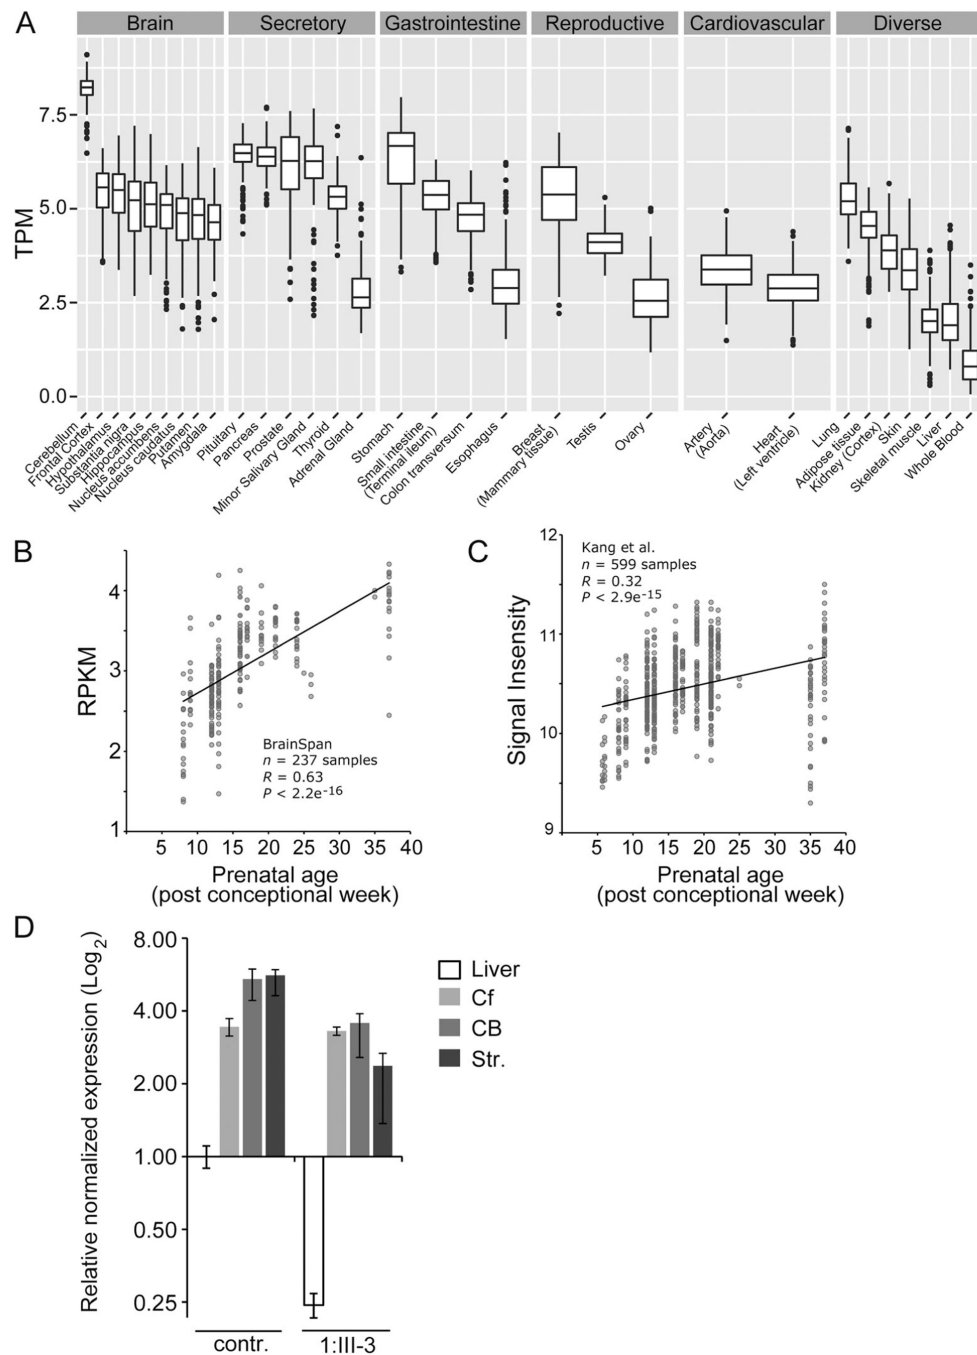 A
Brain Secretory Gastrointestine Reproductive Cardiovascular Diverse
TPM
7.5
5.0
2.5
0.0
Cerebellum
Frontal Cortex
Hypothalamus
Substantia nigra
Hippocampus
Nucleus accumbens
Nucleus caudatus
Putamen
Amygdala
Pituitary
Pancreas
Prostate
Minor Salivary Gland
Thyroid
Adrenal Gland
Stomach
Small intestine
(Terminal ileum)
Colon transversum
Esophagus
Breast
(Mammary tissue)
Testis
Ovary
Artery
(Aorta)
Heart
(Left ventricle)
Lung
Adipose tissue
Kidney (Cortex)
Skin
Skeletal muscle
Liver
Whole Blood
B
RPKM
4
3
2
1
BrainSpan
n = 237 samples
R = 0.63
P < 2.2e-16
5 10 15 20 25 30 35 40
Prenatal age
(post conceptional week)
C
Signal Insensity
12
11
10
9
Kang et al.
n = 599 samples
R = 0.32
P < 2.9e-15
5 10 15 20 25 30 35 40
Prenatal age
(post conceptional week)
D
Relative normalized expression (Log2)
8.00
4.00
2.00
1.00
0.50
0.25
Liver
Cf
CB
Str.
contr. 1:III-3